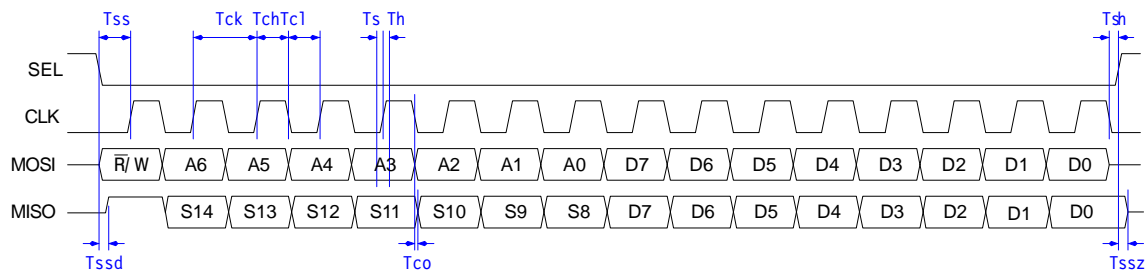 Tss Tck Tch Tcl Ts Th Tsh
SEL
CLK
MOSI R̅/W A6 A5 A4 A3 A2 A1 A0 D7 D6 D5 D4 D3 D2 D1 D0
MISO S14 S13 S12 S11 S10 S9 S8 D7 D6 D5 D4 D3 D2 D1 D0
Tssd Tco Tssz